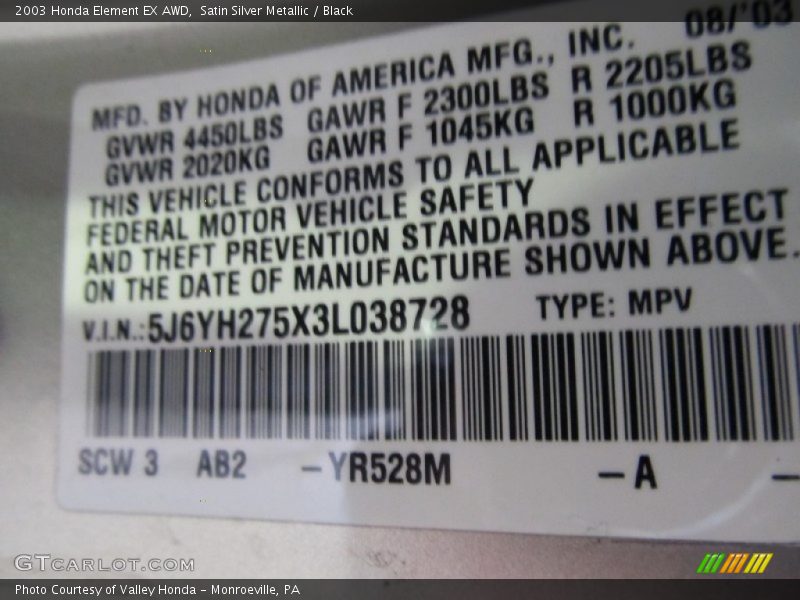 2003 Honda Element EX AWD, Satin Silver Metallic / Black
08/'03
MFD. BY HONDA OF AMERICA MFG., INC.
GVWR 4450LBS GAWR F 2300LBS R 2205LBS
GVWR 2020KG GAWR F 1045KG R 1000KG
THIS VEHICLE CONFORMS TO ALL APPLICABLE
FEDERAL MOTOR VEHICLE SAFETY
AND THEFT PREVENTION STANDARDS IN EFFECT
ON THE DATE OF MANUFACTURE SHOWN ABOVE.
V.I.N.: 5J6YH275X3L038728 TYPE: MPV
SCW 3 AB2 – YR528M – A –
GTCARLOT.COM
Photo Courtesy of Valley Honda – Monroeville, PA